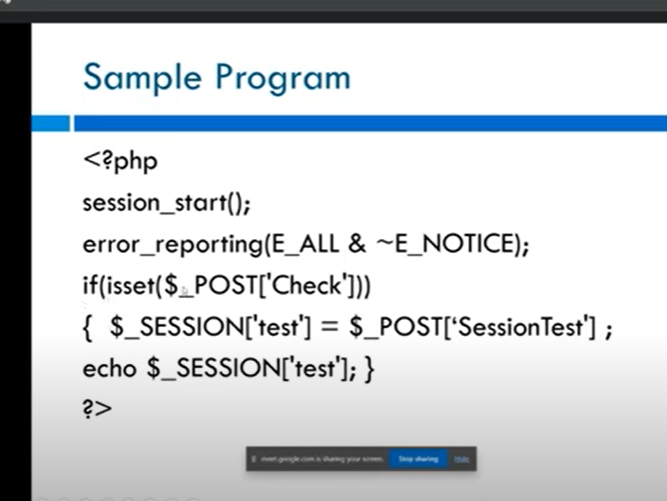 Sample Program
<?php
session_start();
error_reporting(E_ALL & ~E_NOTICE);
if(isset($_POST['Check']))
{ $_SESSION['test'] = $_POST[‘SessionTest'] ;
echo $_SESSION['test']; }
?>
meet.google.com is sharing your screen. Stop sharing Hide